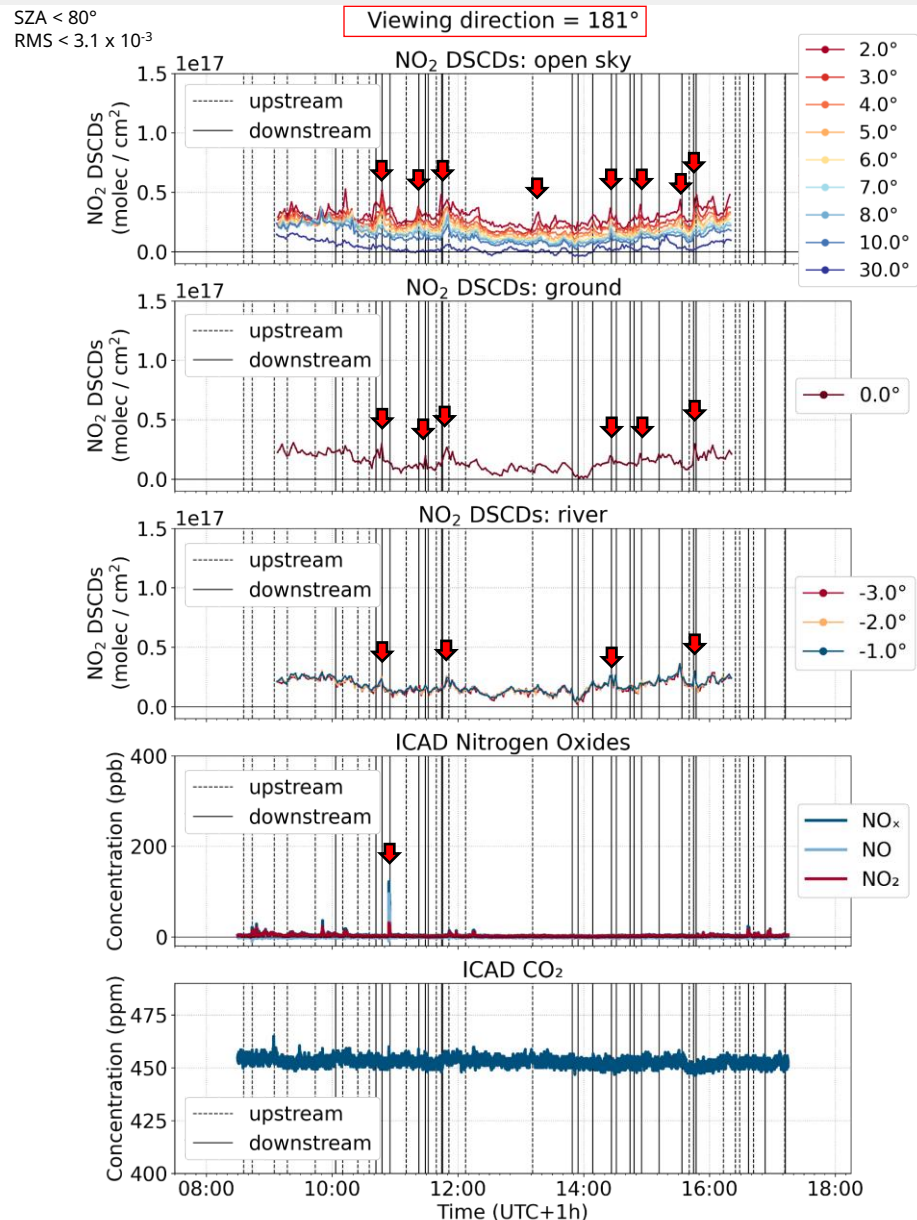 SZA < 80°
RMS < 3.1 x 10⁻³
Viewing direction = 181°
1e17
NO₂ DSCDs: open sky
1.5
1.0
0.5
0.0
NO₂ DSCDs
(molec / cm²)
upstream
downstream
2.0°
3.0°
4.0°
5.0°
6.0°
7.0°
8.0°
10.0°
30.0°
1e17
NO₂ DSCDs: ground
1.5
1.0
0.5
0.0
NO₂ DSCDs
(molec / cm²)
upstream
downstream
0.0°
1e17
NO₂ DSCDs: river
1.5
1.0
0.5
0.0
NO₂ DSCDs
(molec / cm²)
upstream
downstream
-3.0°
-2.0°
-1.0°
ICAD Nitrogen Oxides
400
200
0
Concentration (ppb)
upstream
downstream
NOₓ
NO
NO₂
ICAD CO₂
475
450
425
400
Concentration (ppm)
upstream
downstream
08:00 10:00 12:00 14:00 16:00 18:00
Time (UTC+1h)